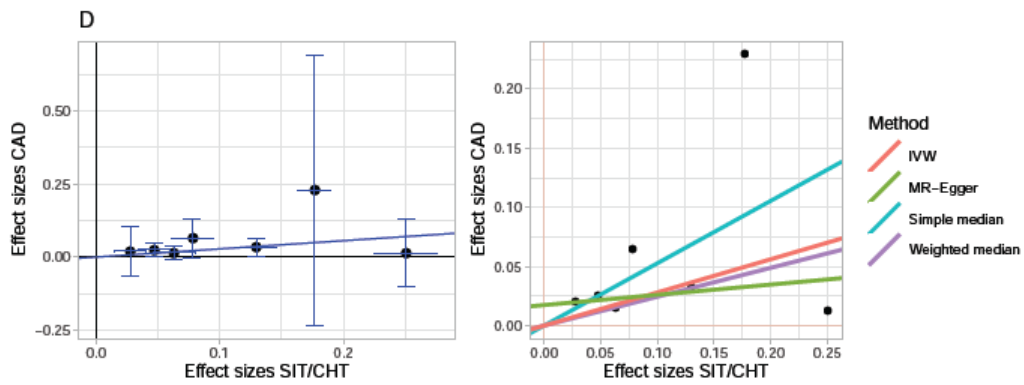 D
Effect sizes CAD
0.50
0.25
0.00
−0.25
0.0
0.1
0.2
Effect sizes SIT/CHT
Effect sizes CAD
0.20
0.15
0.10
0.05
0.00
0.00
0.05
0.10
0.15
0.20
0.25
Effect sizes SIT/CHT
Method
IVW
MR−Egger
Simple median
Weighted median